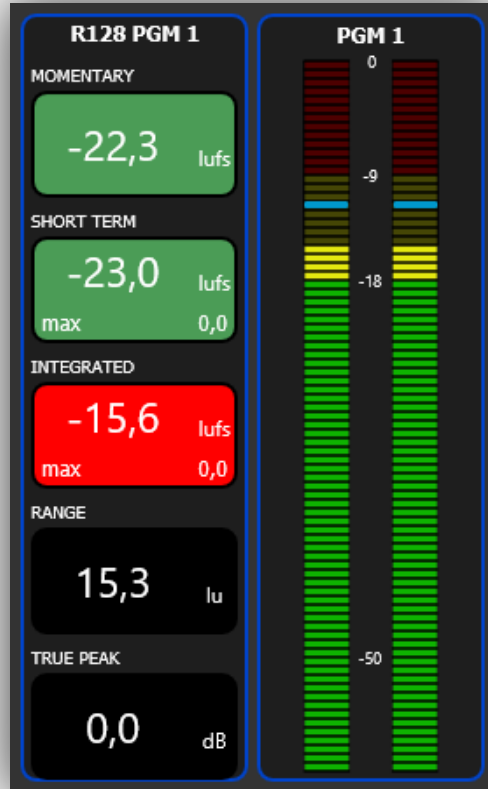 R128 PGM 1
MOMENTARY
-22,3 lufs
SHORT TERM
-23,0 lufs
max 0,0
INTEGRATED
-15,6 lufs
max 0,0
RANGE
15,3 lu
TRUE PEAK
0,0 dB
PGM 1
0
-9
-18
-50